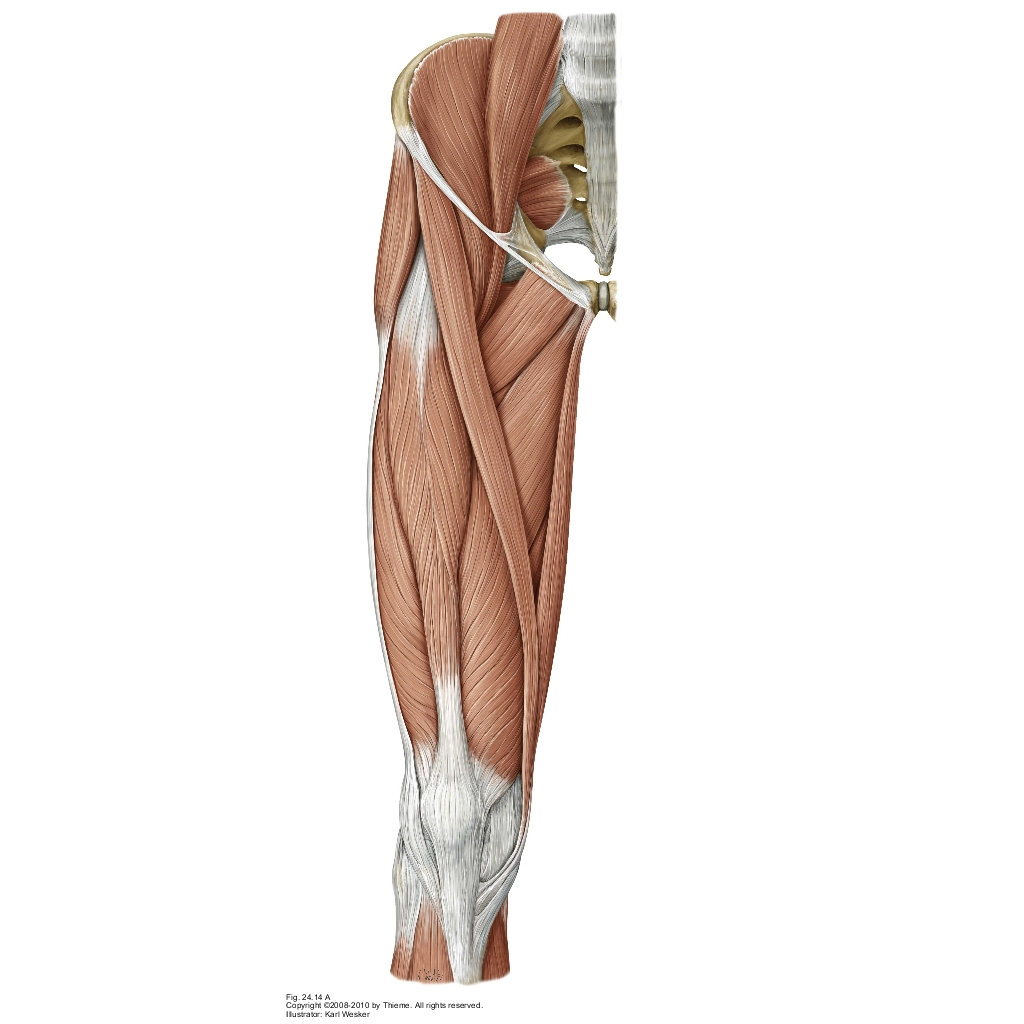 Fig. 24.14 A
Copyright ©2008-2010 by Thieme. All rights reserved.
Illustrator: Karl Wesker